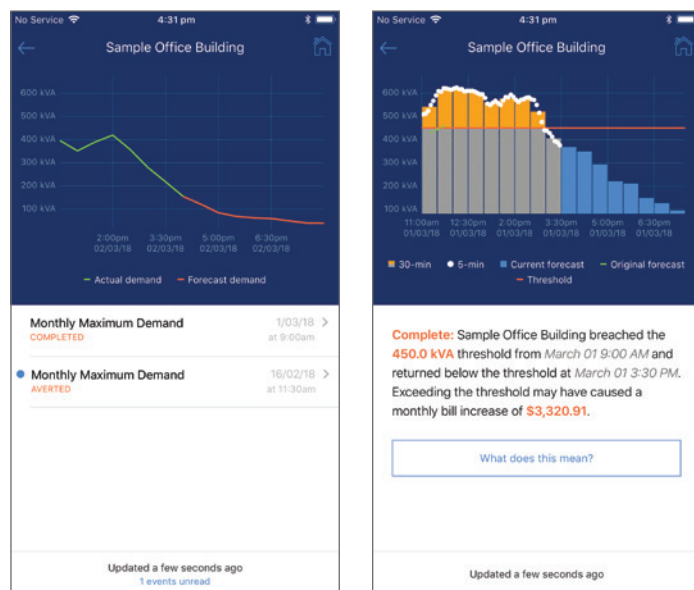 No Service 4:31 pm
Sample Office Building
600 kVA
500 kVA
400 kVA
300 kVA
200 kVA
100 kVA
2:00pm 3:30pm 5:00pm 6:30pm
02/03/18 02/03/18 02/03/18 02/03/18
Actual demand Forecast demand
Monthly Maximum Demand 1/03/18
COMPLETED at 9:00am
Monthly Maximum Demand 16/02/18
AVERTED at 11:30am
Updated a few seconds ago
1 events unread
No Service 4:31 pm
Sample Office Building
600 kVA
500 kVA
400 kVA
300 kVA
200 kVA
100 kVA
11:00am 12:30pm 2:00pm 3:30pm 5:00pm 6:30pm
01/03/18 01/03/18 01/03/18 01/03/18 01/03/18 01/03/18
30-min 5-min Current forecast Original forecast
Threshold
Complete: Sample Office Building breached the
450.0 kVA threshold from March 01 9:00 AM and
returned below the threshold at March 01 3:30 PM.
Exceeding the threshold may have caused a
monthly bill increase of $3,320.91.
What does this mean?
Updated a few seconds ago